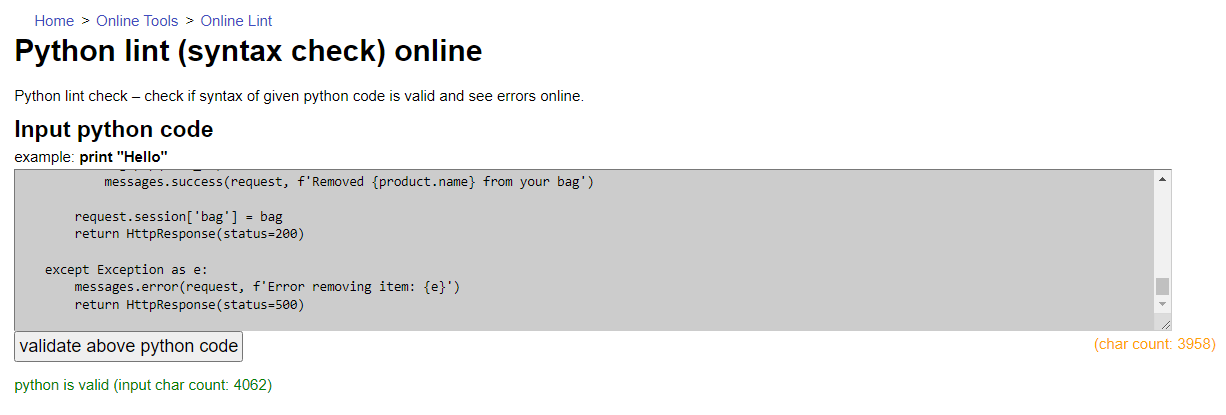 Home > Online Tools > Online Lint
Python lint (syntax check) online
Python lint check – check if syntax of given python code is valid and see errors online.
Input python code
example: print "Hello"
messages.success(request, f'Removed {product.name} from your bag')
request.session['bag'] = bag
return HttpResponse(status=200)
except Exception as e:
messages.error(request, f'Error removing item: {e}')
return HttpResponse(status=500)
validate above python code
(char count: 3958)
python is valid (input char count: 4062)